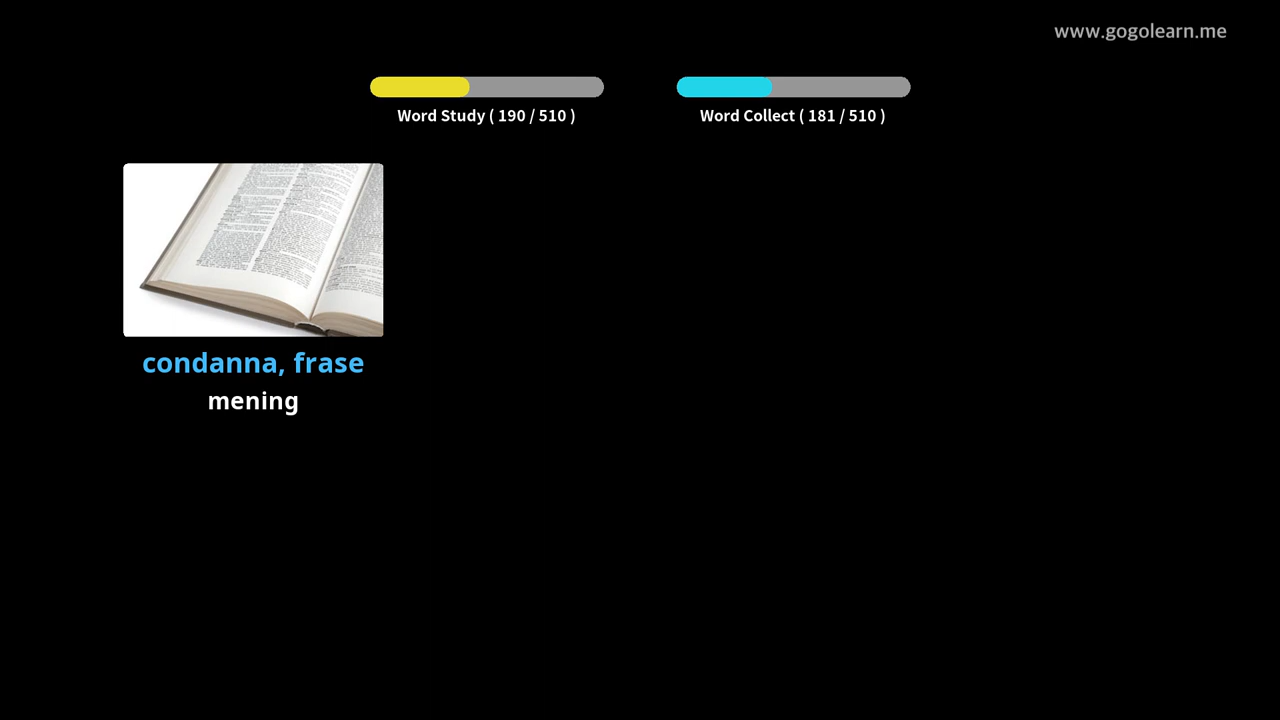 www.gogolearn.me
Word Study ( 190 / 510 )
Word Collect ( 181 / 510 )
condanna, frase
mening